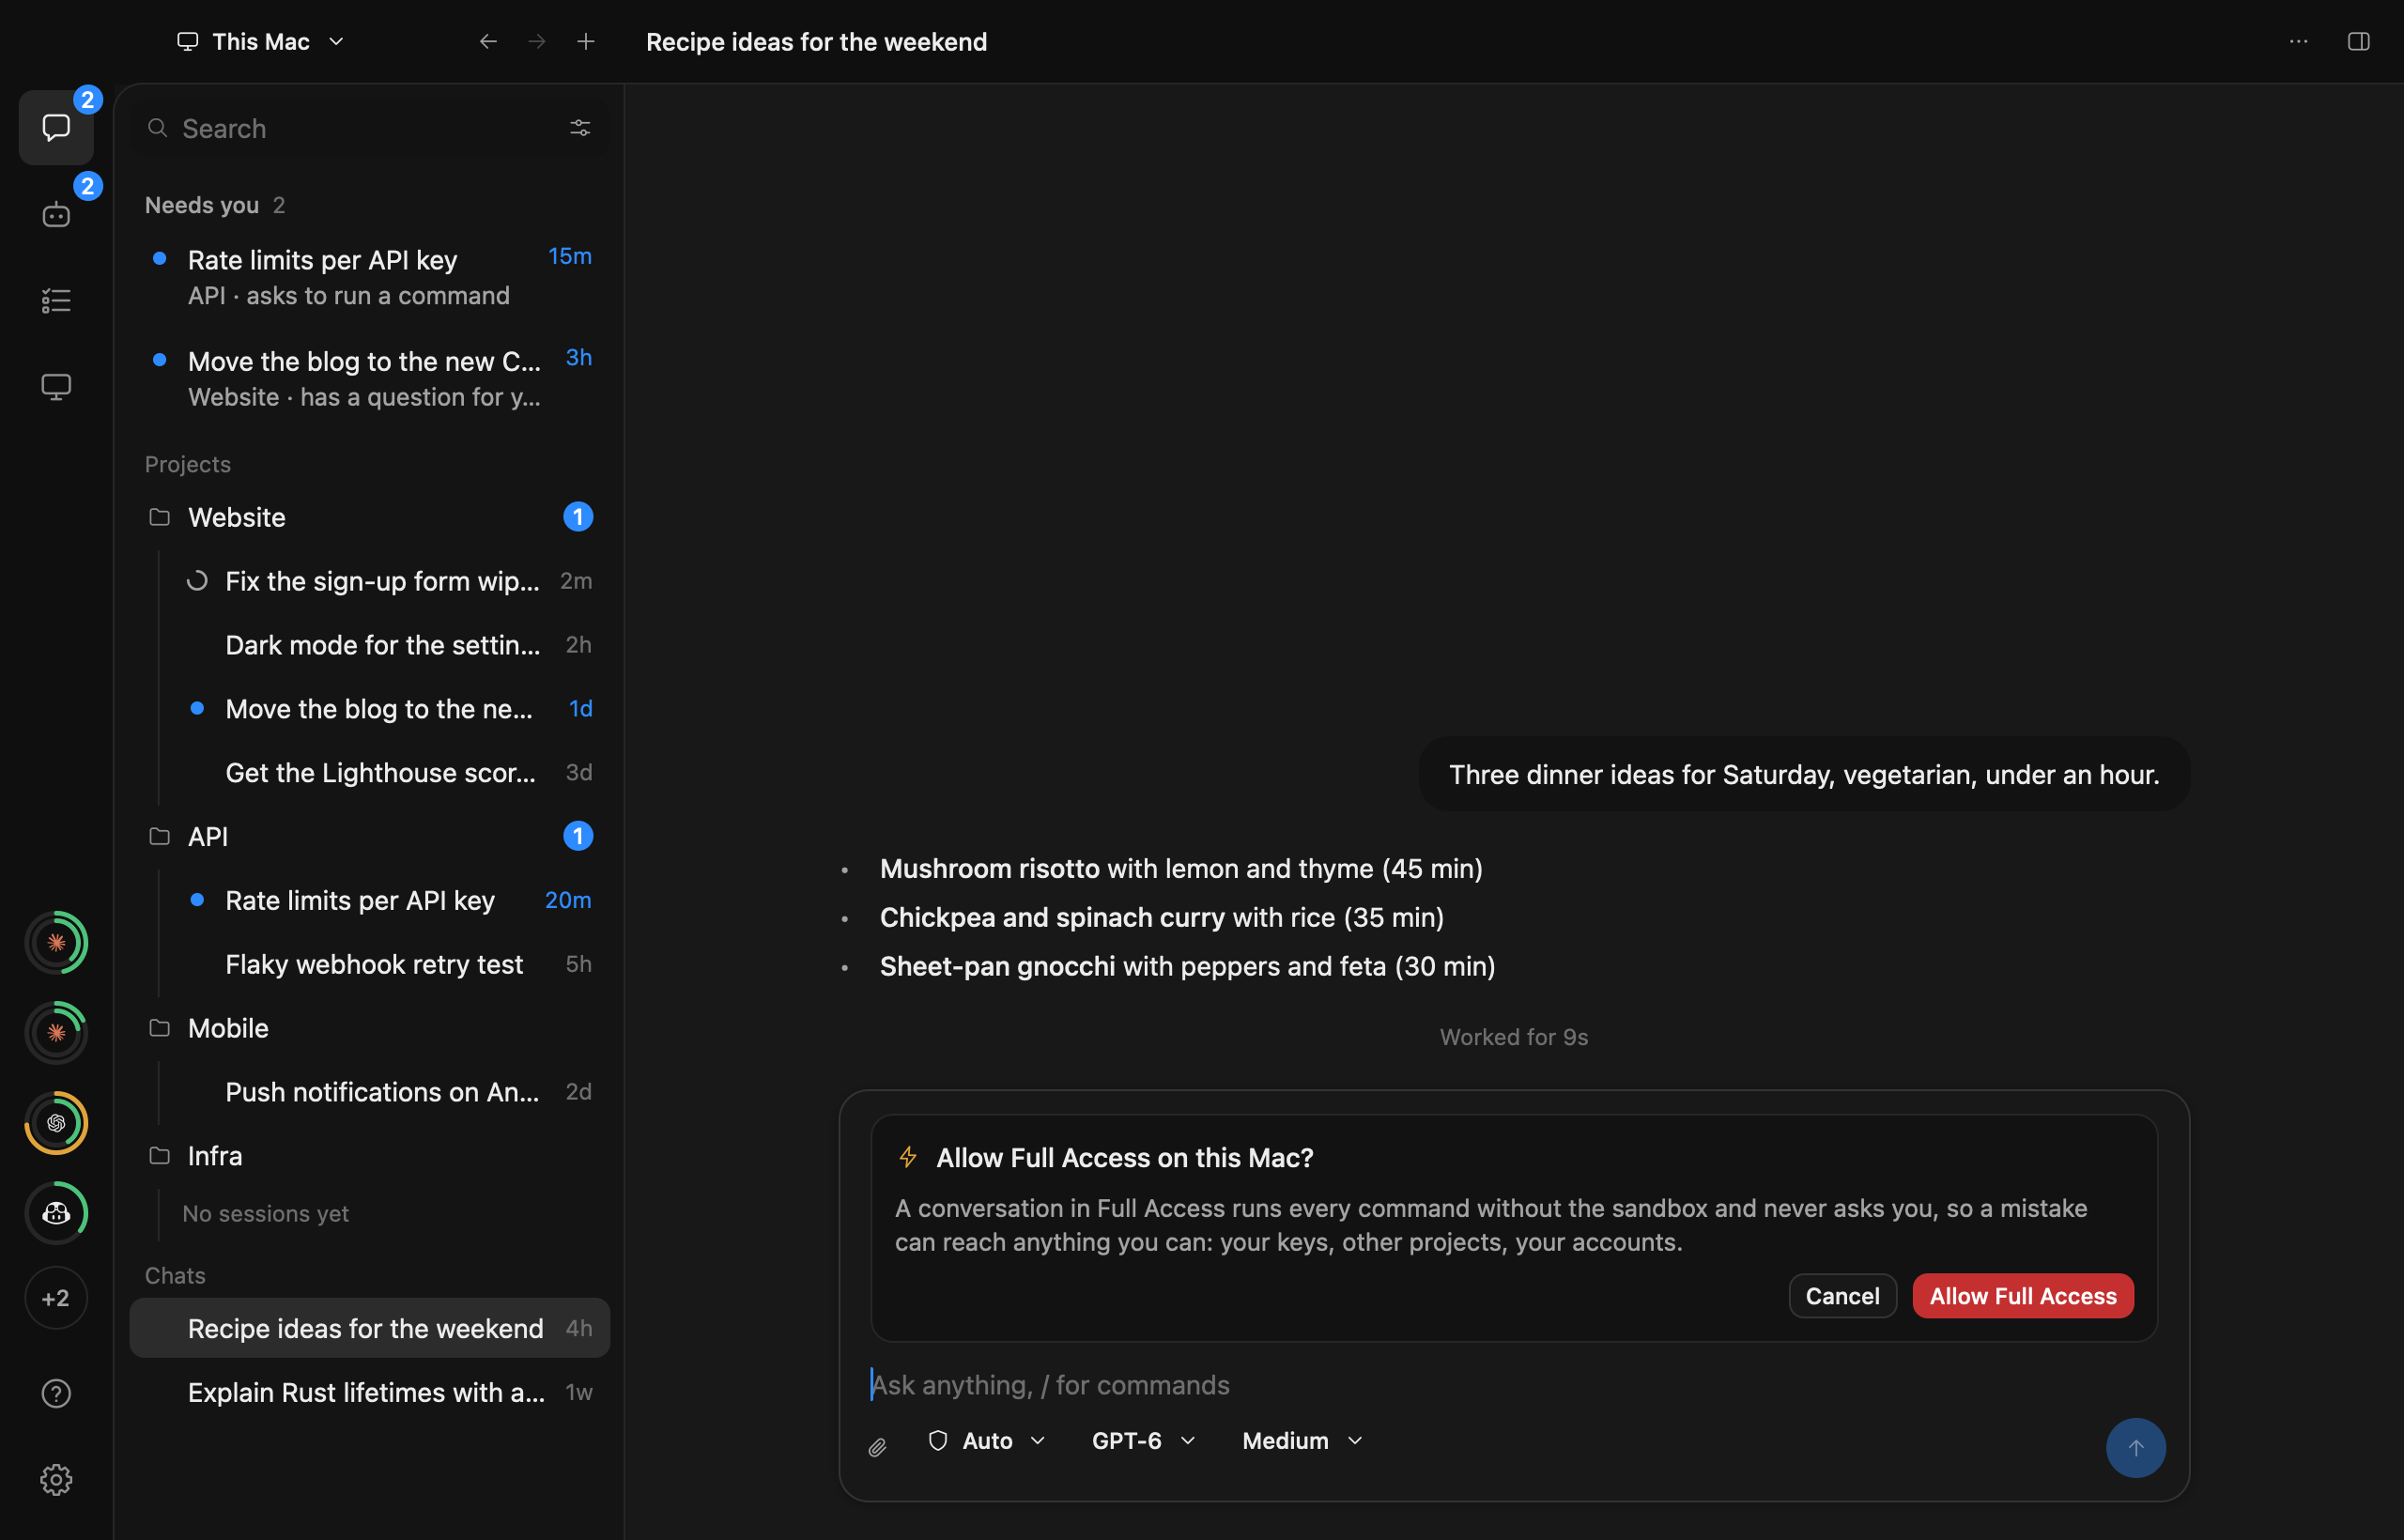 This Mac
Recipe ideas for the weekend
2
2
Search
Needs you 2
Rate limits per API key 15m
API · asks to run a command
Move the blog to the new C... 3h
Website · has a question for y...
Projects
Website 1
Fix the sign-up form wip... 2m
Dark mode for the settin... 2h
Move the blog to the ne... 1d
Get the Lighthouse scor... 3d
API 1
Rate limits per API key 20m
Flaky webhook retry test 5h
Mobile
Push notifications on An... 2d
Infra
No sessions yet
Chats
Recipe ideas for the weekend 4h
Explain Rust lifetimes with a... 1w
+2
Three dinner ideas for Saturday, vegetarian, under an hour.
• Mushroom risotto with lemon and thyme (45 min)
• Chickpea and spinach curry with rice (35 min)
• Sheet-pan gnocchi with peppers and feta (30 min)
Worked for 9s
Allow Full Access on this Mac?
A conversation in Full Access runs every command without the sandbox and never asks you, so a mistake
can reach anything you can: your keys, other projects, your accounts.
Cancel Allow Full Access
Ask anything, / for commands
Auto GPT-6 Medium